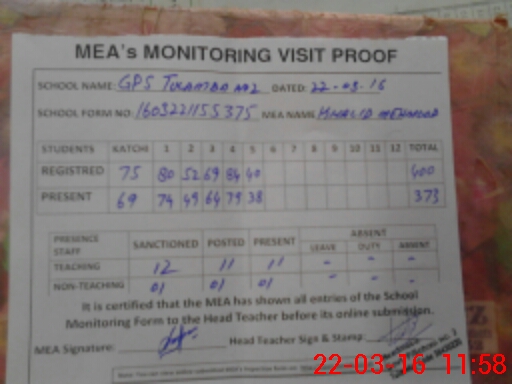 MEA's MONITORING VISIT PROOF
SCHOOL NAME: GPS No2 DATED: 22-03-16
SCHOOL FORM NO: 1603221155375 MEA NAME KHALID MEHMOOD
STUDENTS KATCHI 1 2 3 4 5 6 7 8 9 10 11 12 TOTAL
REGISTRED 75 80 52 69 84 40 400
PRESENT 69 74 49 64 79 38 373
PRESENCE STAFF SANCTIONED POSTED PRESENT ABSENT
LEAVE DUTY ABSENT
TEACHING 12 11 11 - - -
NON-TEACHING 01 01 01 - - -
It is certified that the MEA has shown all entries of the School
Monitoring Form to the Head Teacher before its online submission.
MEA Signature: Head Teacher Sign & Stamp:
22-03-16 11:58